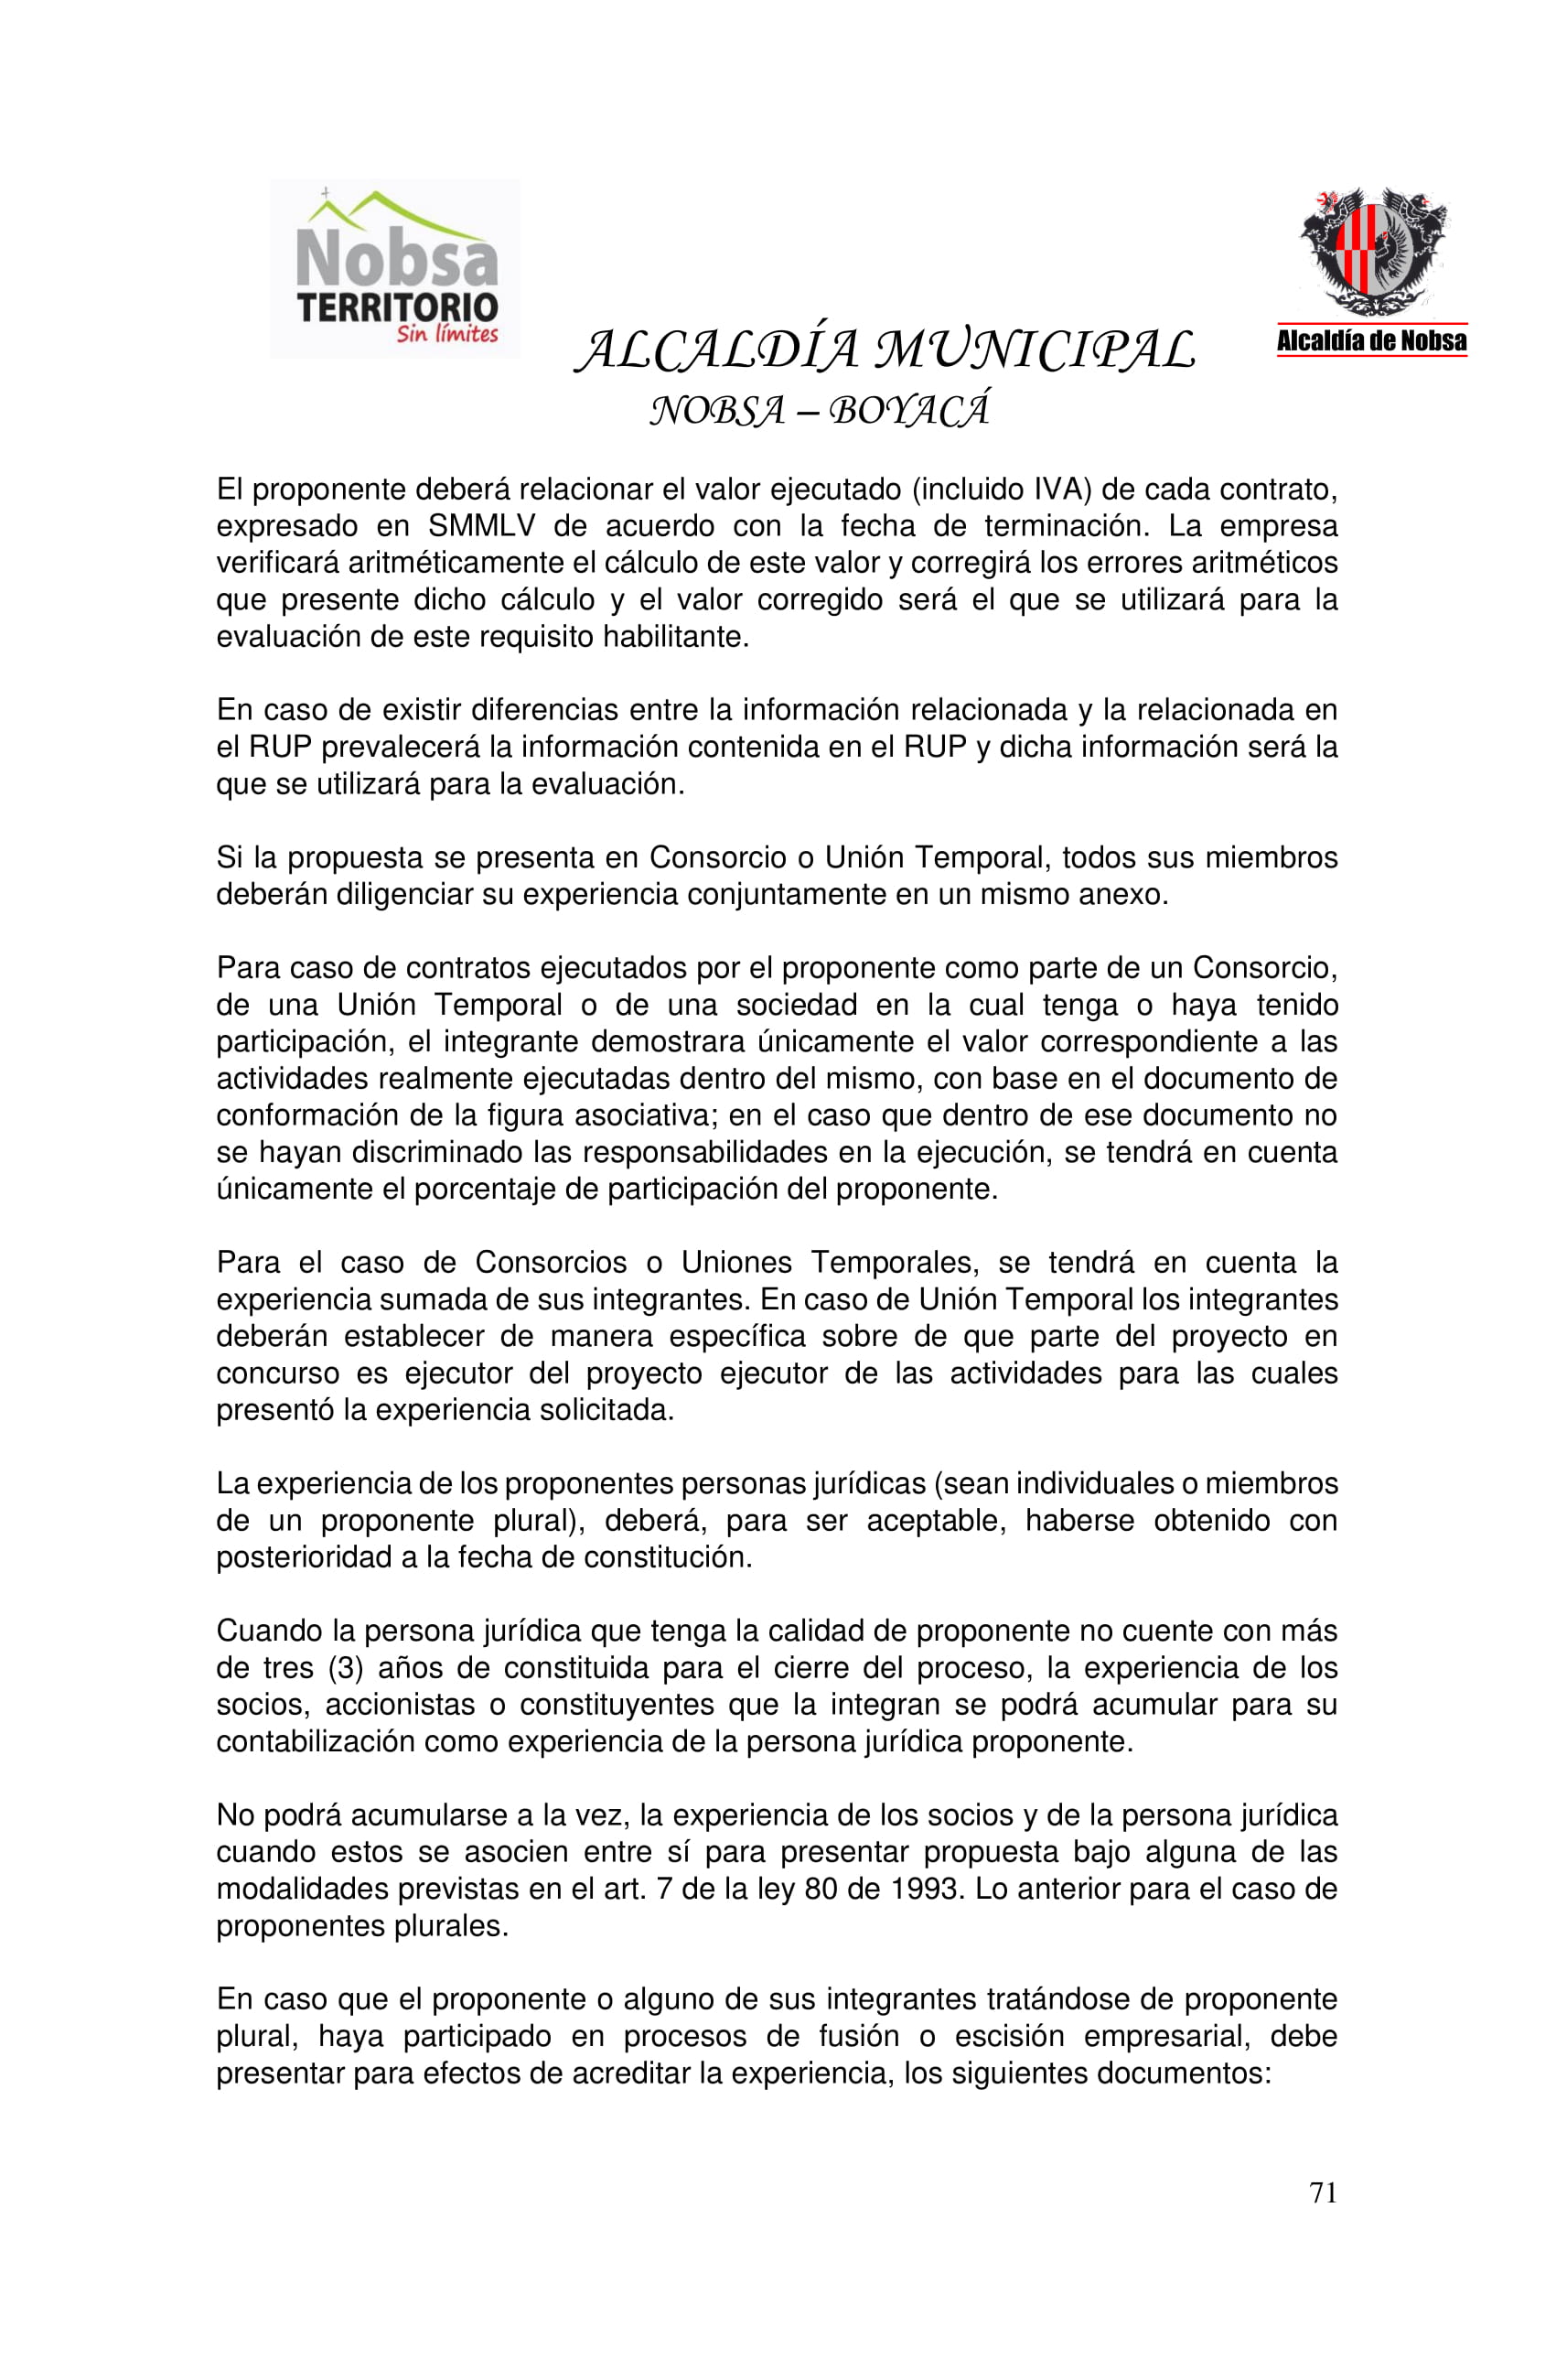 Nobsa
TERRITORIO
Sin límites
Alcaldía de Nobsa
ALCALDÍA MUNICIPAL
NOBSA – BOYACÁ
El proponente deberá relacionar el valor ejecutado (incluido IVA) de cada contrato,
expresado en SMMLV de acuerdo con la fecha de terminación. La empresa
verificará aritméticamente el cálculo de este valor y corregirá los errores aritméticos
que presente dicho cálculo y el valor corregido será el que se utilizará para la
evaluación de este requisito habilitante.
En caso de existir diferencias entre la información relacionada y la relacionada en
el RUP prevalecerá la información contenida en el RUP y dicha información será la
que se utilizará para la evaluación.
Si la propuesta se presenta en Consorcio o Unión Temporal, todos sus miembros
deberán diligenciar su experiencia conjuntamente en un mismo anexo.
Para caso de contratos ejecutados por el proponente como parte de un Consorcio,
de una Unión Temporal o de una sociedad en la cual tenga o haya tenido
participación, el integrante demostrara únicamente el valor correspondiente a las
actividades realmente ejecutadas dentro del mismo, con base en el documento de
conformación de la figura asociativa; en el caso que dentro de ese documento no
se hayan discriminado las responsabilidades en la ejecución, se tendrá en cuenta
únicamente el porcentaje de participación del proponente.
Para el caso de Consorcios o Uniones Temporales, se tendrá en cuenta la
experiencia sumada de sus integrantes. En caso de Unión Temporal los integrantes
deberán establecer de manera específica sobre de que parte del proyecto en
concurso es ejecutor del proyecto ejecutor de las actividades para las cuales
presentó la experiencia solicitada.
La experiencia de los proponentes personas jurídicas (sean individuales o miembros
de un proponente plural), deberá, para ser aceptable, haberse obtenido con
posterioridad a la fecha de constitución.
Cuando la persona jurídica que tenga la calidad de proponente no cuente con más
de tres (3) años de constituida para el cierre del proceso, la experiencia de los
socios, accionistas o constituyentes que la integran se podrá acumular para su
contabilización como experiencia de la persona jurídica proponente.
No podrá acumularse a la vez, la experiencia de los socios y de la persona jurídica
cuando estos se asocien entre sí para presentar propuesta bajo alguna de las
modalidades previstas en el art. 7 de la ley 80 de 1993. Lo anterior para el caso de
proponentes plurales.
En caso que el proponente o alguno de sus integrantes tratándose de proponente
plural, haya participado en procesos de fusión o escisión empresarial, debe
presentar para efectos de acreditar la experiencia, los siguientes documentos:
71